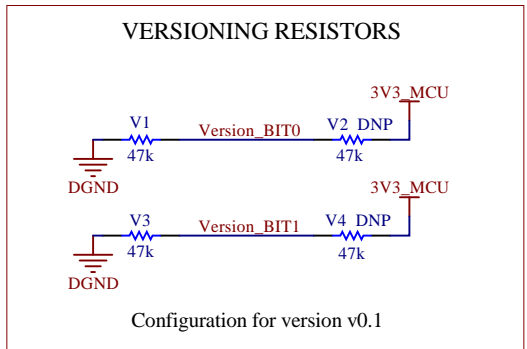 VERSIONING RESISTORS
3V3_MCU
V1 Version_BIT0 V2 DNP
47k 47k
DGND
3V3_MCU
V3 Version_BIT1 V4 DNP
47k 47k
DGND
Configuration for version v0.1